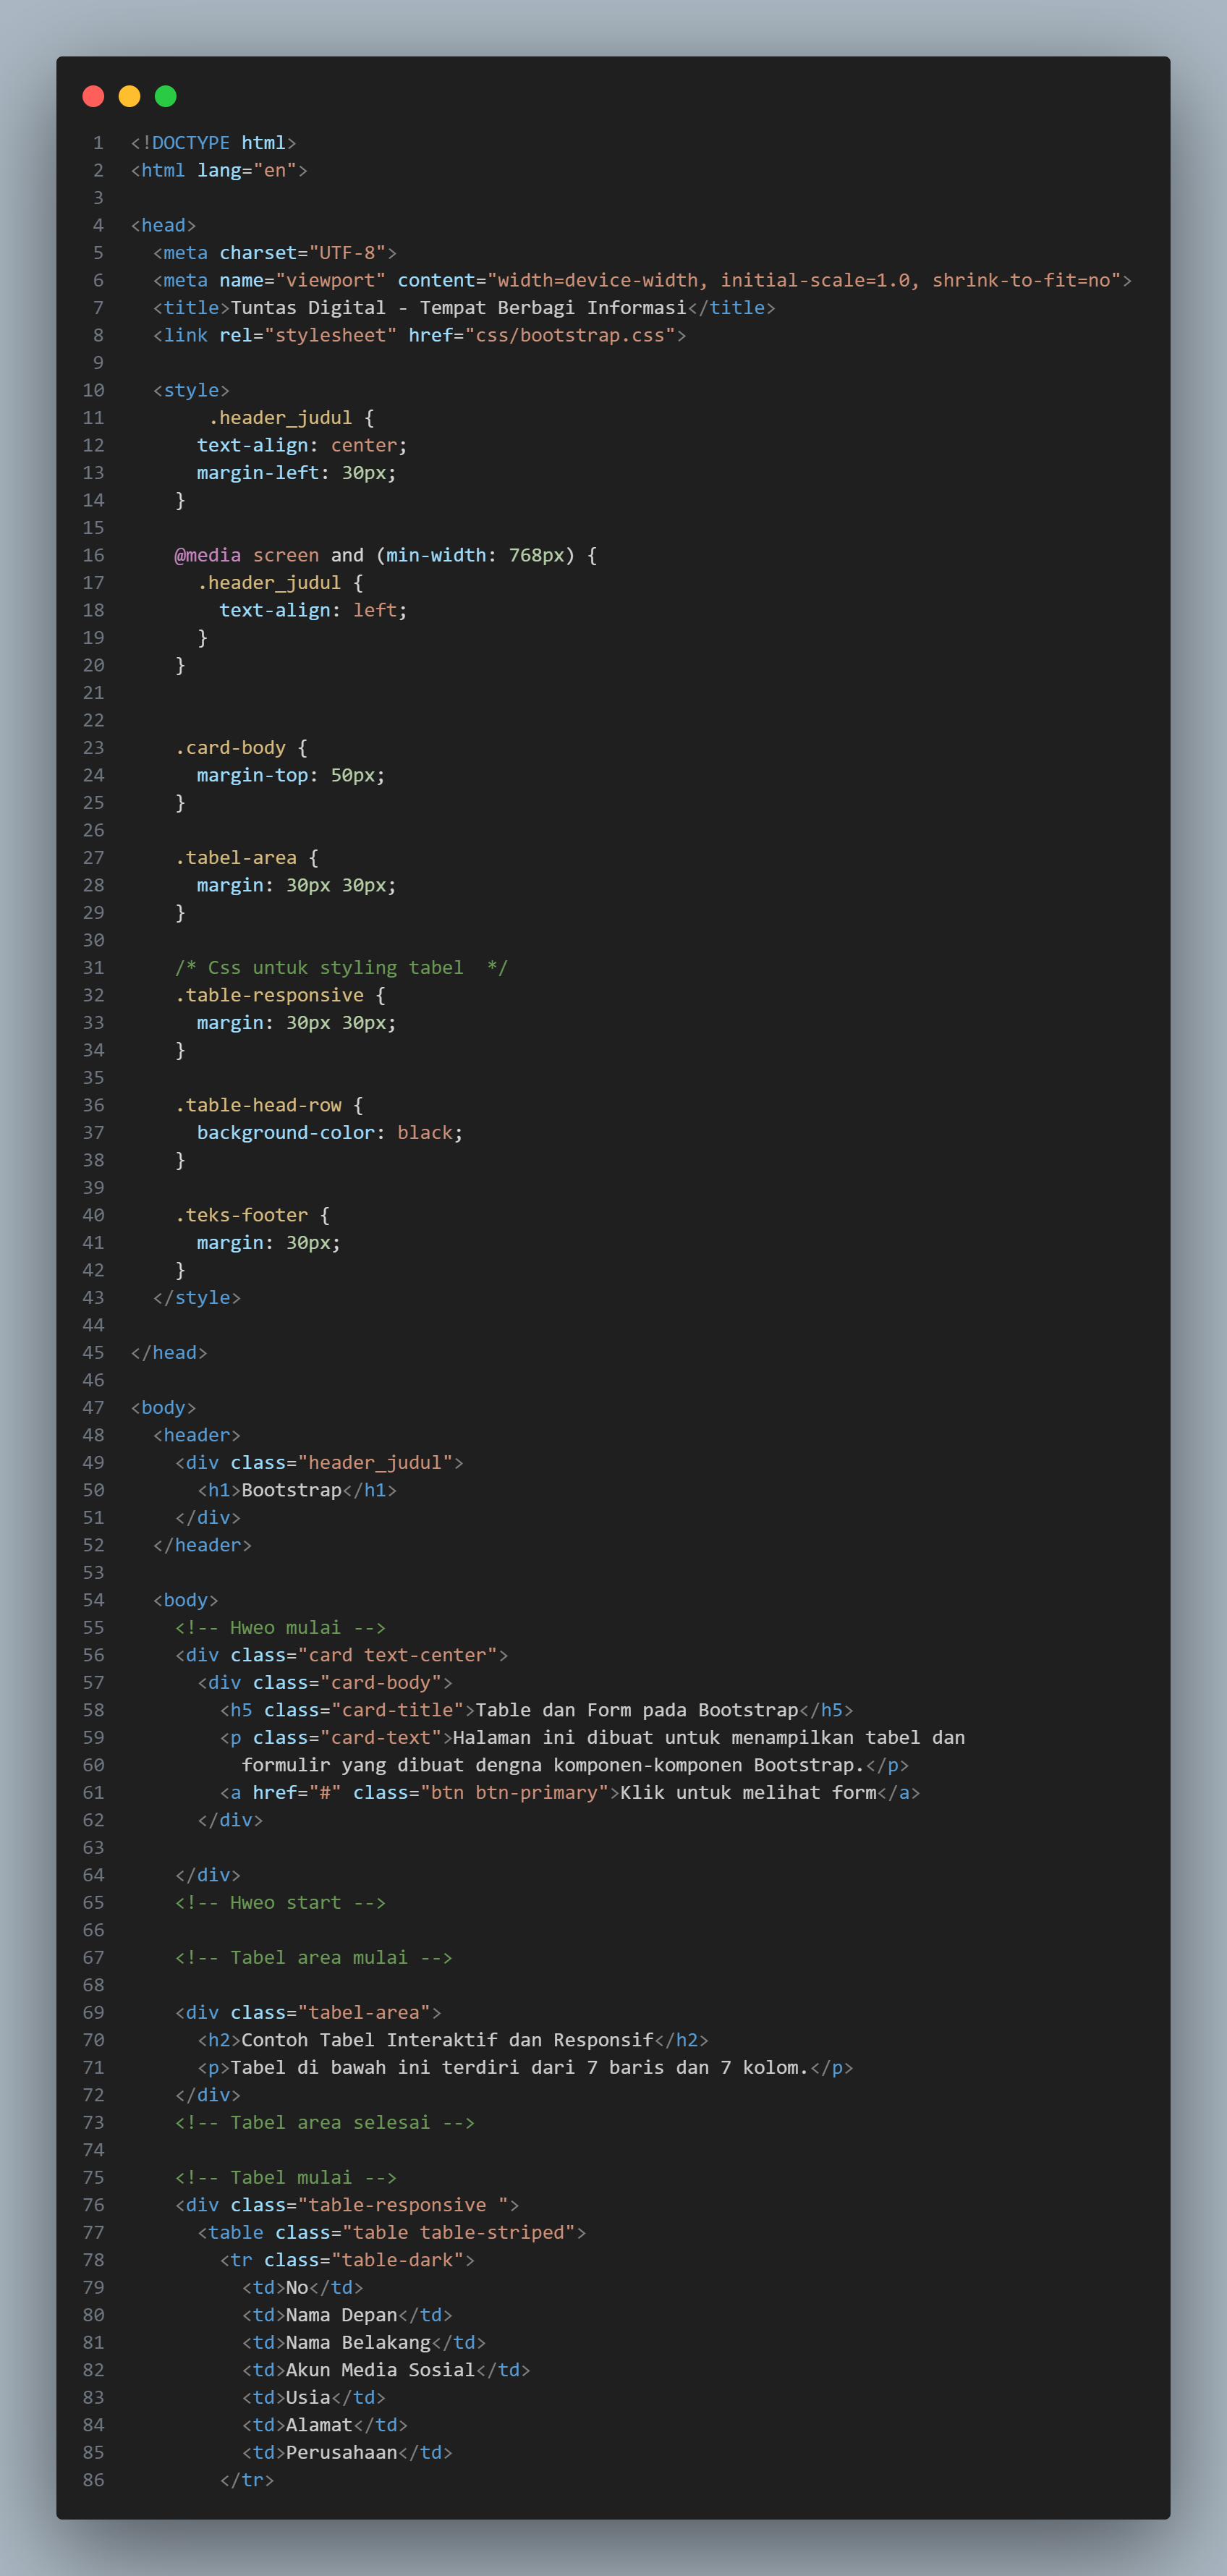 1 <!DOCTYPE html>
2 <html lang="en">
3
4 <head>
5   <meta charset="UTF-8">
6   <meta name="viewport" content="width=device-width, initial-scale=1.0, shrink-to-fit=no">
7   <title>Tuntas Digital - Tempat Berbagi Informasi</title>
8   <link rel="stylesheet" href="css/bootstrap.css">
9
10   <style>
11        .header_judul {
12       text-align: center;
13       margin-left: 30px;
14     }
15
16     @media screen and (min-width: 768px) {
17       .header_judul {
18         text-align: left;
19       }
20     }
21
22
23     .card-body {
24       margin-top: 50px;
25     }
26
27     .tabel-area {
28       margin: 30px 30px;
29     }
30
31     /* Css untuk styling tabel  */
32     .table-responsive {
33       margin: 30px 30px;
34     }
35
36     .table-head-row {
37       background-color: black;
38     }
39
40     .teks-footer {
41       margin: 30px;
42     }
43   </style>
44
45 </head>
46
47 <body>
48   <header>
49     <div class="header_judul">
50       <h1>Bootstrap</h1>
51     </div>
52   </header>
53
54   <body>
55     <!-- Hweo mulai -->
56     <div class="card text-center">
57       <div class="card-body">
58         <h5 class="card-title">Table dan Form pada Bootstrap</h5>
59         <p class="card-text">Halaman ini dibuat untuk menampilkan tabel dan
60           formulir yang dibuat dengna komponen-komponen Bootstrap.</p>
61         <a href="#" class="btn btn-primary">Klik untuk melihat form</a>
62       </div>
63
64     </div>
65     <!-- Hweo start -->
66
67     <!-- Tabel area mulai -->
68
69     <div class="tabel-area">
70       <h2>Contoh Tabel Interaktif dan Responsif</h2>
71       <p>Tabel di bawah ini terdiri dari 7 baris dan 7 kolom.</p>
72     </div>
73     <!-- Tabel area selesai -->
74
75     <!-- Tabel mulai -->
76     <div class="table-responsive ">
77       <table class="table table-striped">
78         <tr class="table-dark">
79           <td>No</td>
80           <td>Nama Depan</td>
81           <td>Nama Belakang</td>
82           <td>Akun Media Sosial</td>
83           <td>Usia</td>
84           <td>Alamat</td>
85           <td>Perusahaan</td>
86         </tr>